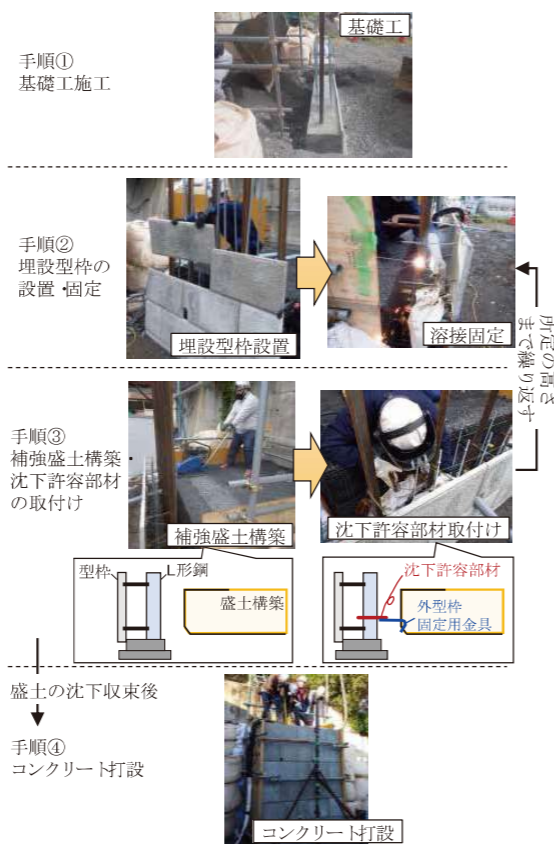 手順①
基礎工施工
基礎工
手順②
埋設型枠の
設置・固定
埋設型枠設置
溶接固定
所定の高さ
まで繰り返す
手順③
補強盛土構築・
沈下許容部材
の取付け
補強盛土構築
沈下許容部材取付け
型枠
L形鋼
盛土構築
沈下許容部材
外型枠
固定用金具
盛土の沈下収束後
手順④
コンクリート打設
コンクリート打設